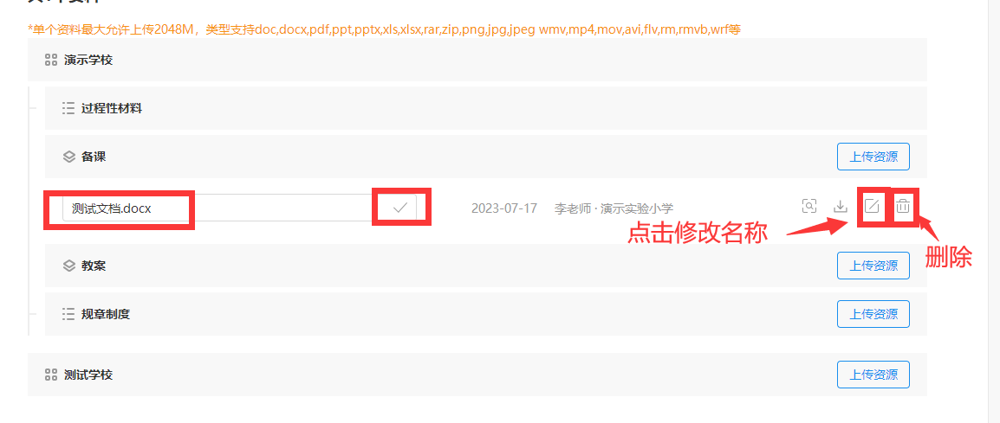 *单个资料最大允许上传2048M，类型支持doc,docx,pdf,ppt,pptx,xls,xlsx,rar,zip,png,jpg,jpeg wmv,mp4,mov,avi,flv,rm,rmvb,wrf等
演示学校
过程性材料
备课 上传资源
测试文档.docx 2023-07-17 李老师 · 演示实验小学
点击修改名称
删除
教案 上传资源
规章制度 上传资源
测试学校 上传资源